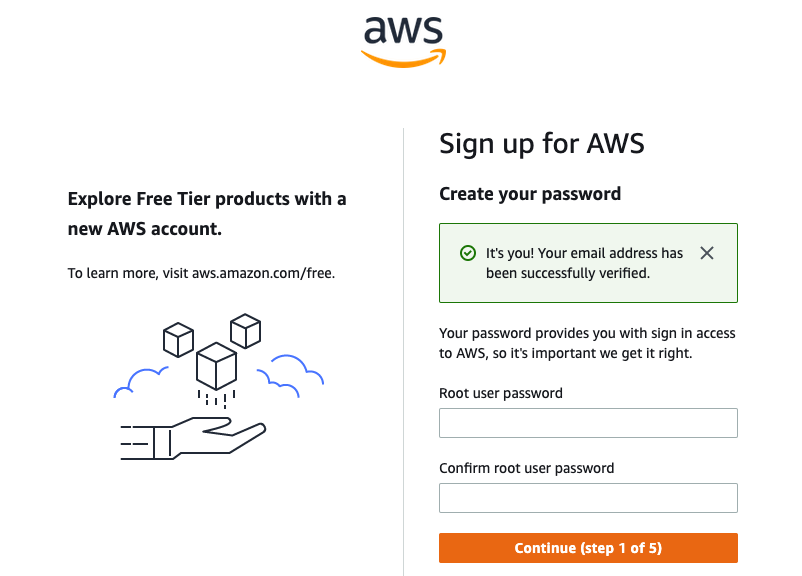 aws
Explore Free Tier products with a
new AWS account.
To learn more, visit aws.amazon.com/free.
Sign up for AWS
Create your password
It's you! Your email address has
been successfully verified.
Your password provides you with sign in access
to AWS, so it's important we get it right.
Root user password
Confirm root user password
Continue (step 1 of 5)